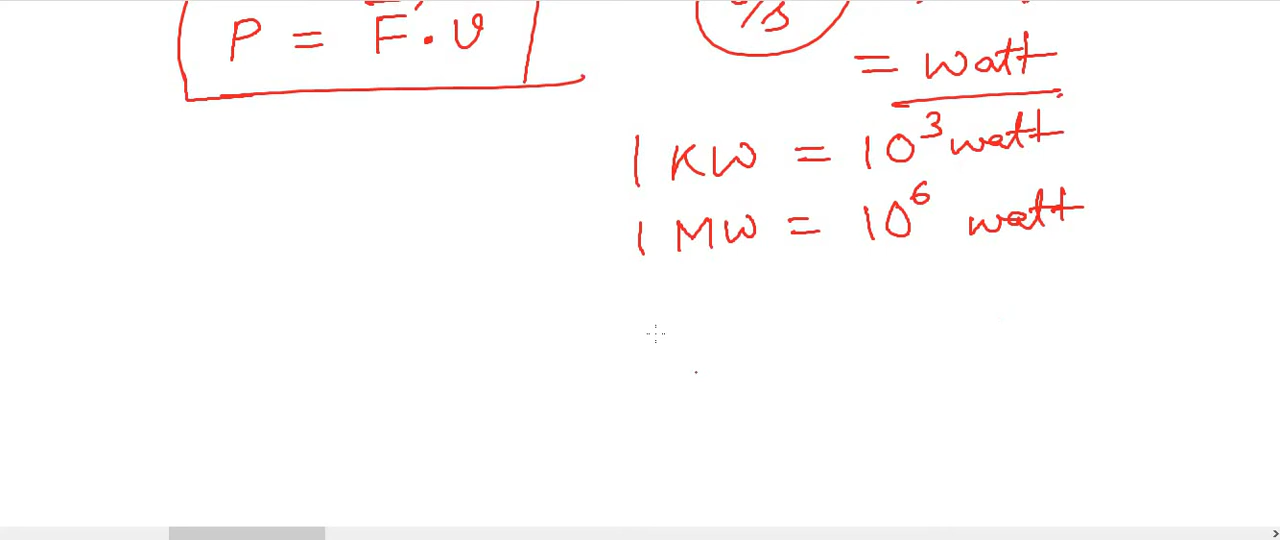 P = F · v
/s
= watt
1 KW = 10³ watt
1 MW = 10⁶ watt